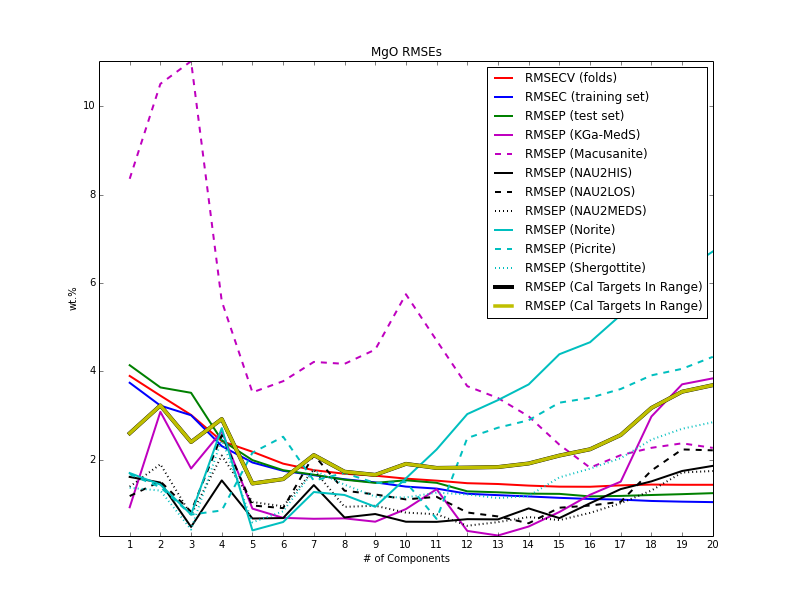 MgO RMSEs
RMSECV (folds)
RMSEC (training set)
RMSEP (test set)
RMSEP (KGa-MedS)
RMSEP (Macusanite)
RMSEP (NAU2HIS)
RMSEP (NAU2LOS)
RMSEP (NAU2MEDS)
RMSEP (Norite)
RMSEP (Picrite)
RMSEP (Shergottite)
RMSEP (Cal Targets In Range)
RMSEP (Cal Targets In Range)
10
8
6
4
2
wt.%
1 2 3 4 5 6 7 8 9 10 11 12 13 14 15 16 17 18 19 20
# of Components